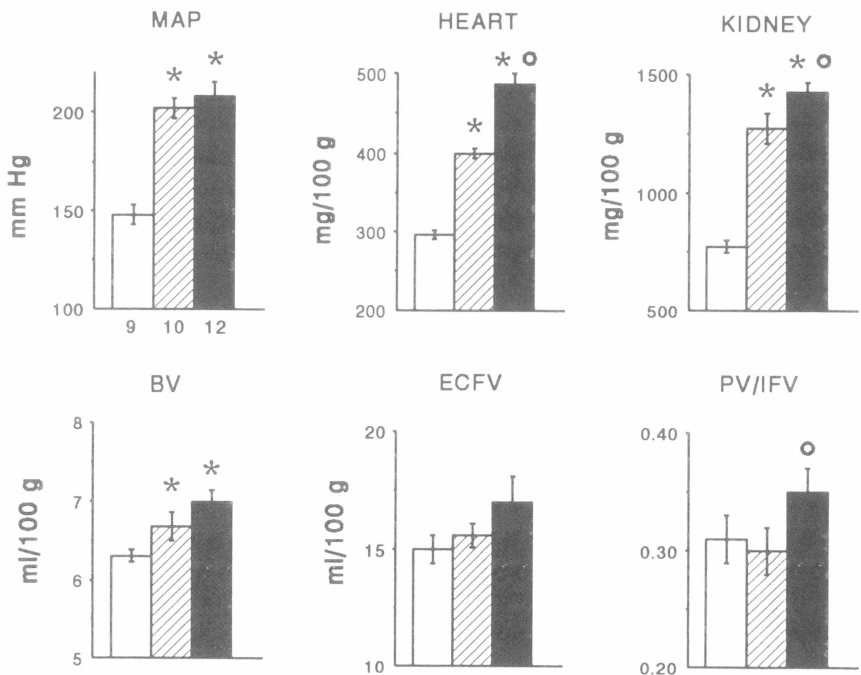 MAP
HEART
KIDNEY
* *
* o
*
* o
*
mm Hg
200
150
100
9 10 12
mg/100 g
500
400
300
200
mg/100 g
1500
1000
500
BV
ECFV
PV/IFV
* *
o
ml/100 g
8
7
6
5
ml/100 g
20
15
10
0.40
0.30
0.20